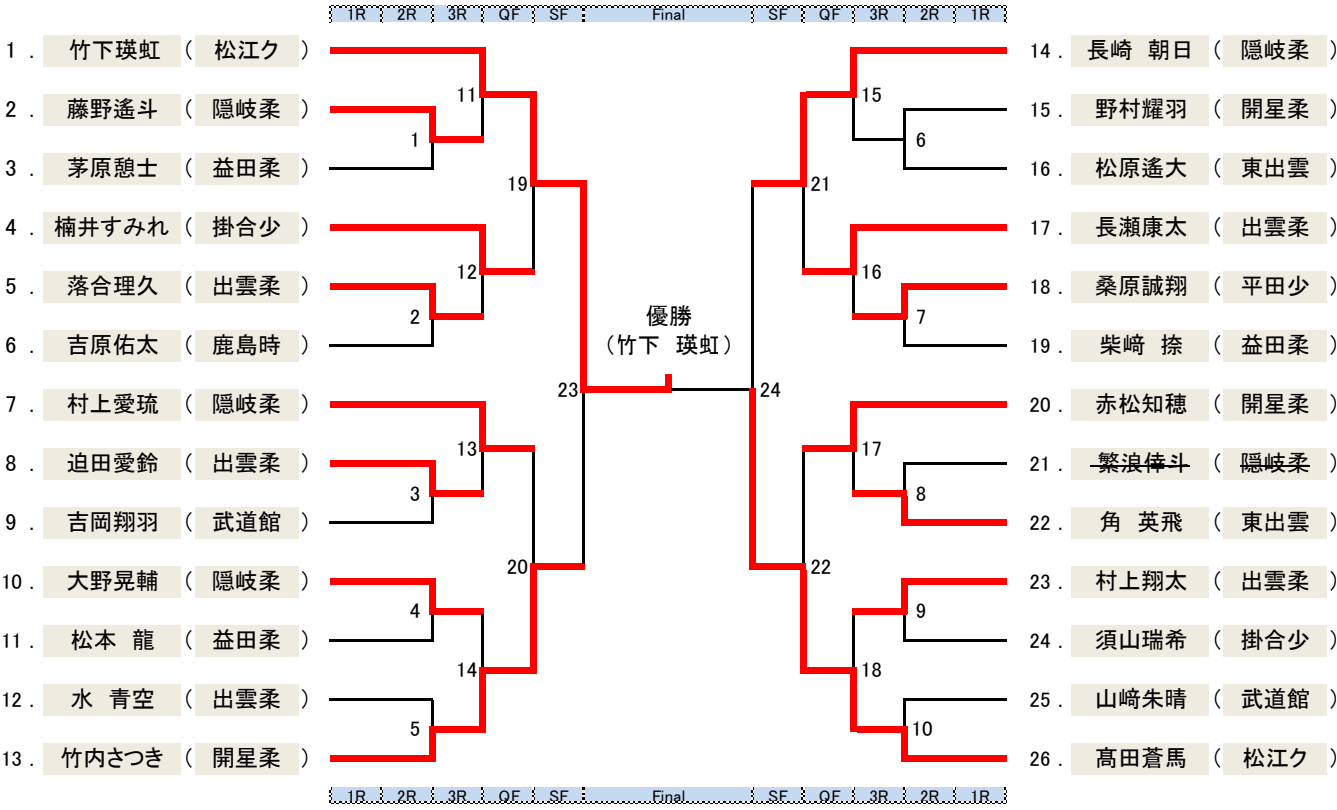 1R 2R 3R QF SF Final SF QF 3R 2R 1R
1 . 竹下瑛虹 ( 松江ク )
2 . 藤野遙斗 ( 隠岐柔 )
3 . 茅原憩士 ( 益田柔 )
4 . 楠井すみれ ( 掛合少 )
5 . 落合理久 ( 出雲柔 )
6 . 吉原佑太 ( 鹿島時 )
7 . 村上愛琉 ( 隠岐柔 )
8 . 迫田愛鈴 ( 出雲柔 )
9 . 吉岡翔羽 ( 武道館 )
10 . 大野晃輔 ( 隠岐柔 )
11 . 松本 龍 ( 益田柔 )
12 . 水 青空 ( 出雲柔 )
13 . 竹内さつき ( 開星柔 )
11
1
19
12
2
23
13
3
20
4
14
5
優勝
(竹下 瑛虹)
15
6
21
16
7
24
17
8
22
9
18
10
14 . 長崎 朝日 ( 隠岐柔 )
15 . 野村耀羽 ( 開星柔 )
16 . 松原遙大 ( 東出雲 )
17 . 長瀬康太 ( 出雲柔 )
18 . 桑原誠翔 ( 平田少 )
19 . 柴﨑 捺 ( 益田柔 )
20 . 赤松知穂 ( 開星柔 )
21 . 繁浪倖斗 ( 隠岐柔 )
22 . 角 英飛 ( 東出雲 )
23 . 村上翔太 ( 出雲柔 )
24 . 須山瑞希 ( 掛合少 )
25 . 山﨑朱晴 ( 武道館 )
26 . 髙田蒼馬 ( 松江ク )
1R 2R 3R QF SF Final SF QF 3R 2R 1R